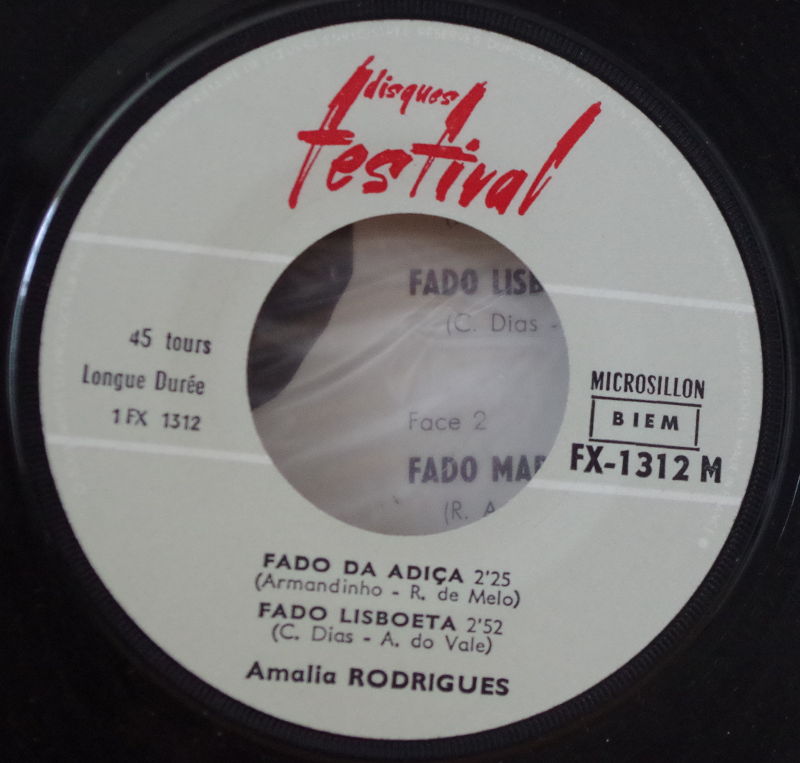 disques
festival
FADO LISB
(C. Dias -
45 tours
Longue Durée
1 FX 1312
MICROSILLON
BIEM
FX-1312 M
Face 2
FADO MAR
(R. A
FADO DA ADIÇA 2'25
(Armandinho - R. de Melo)
FADO LISBOETA 2'52
(C. Dias - A. do Vale)
Amalia RODRIGUES